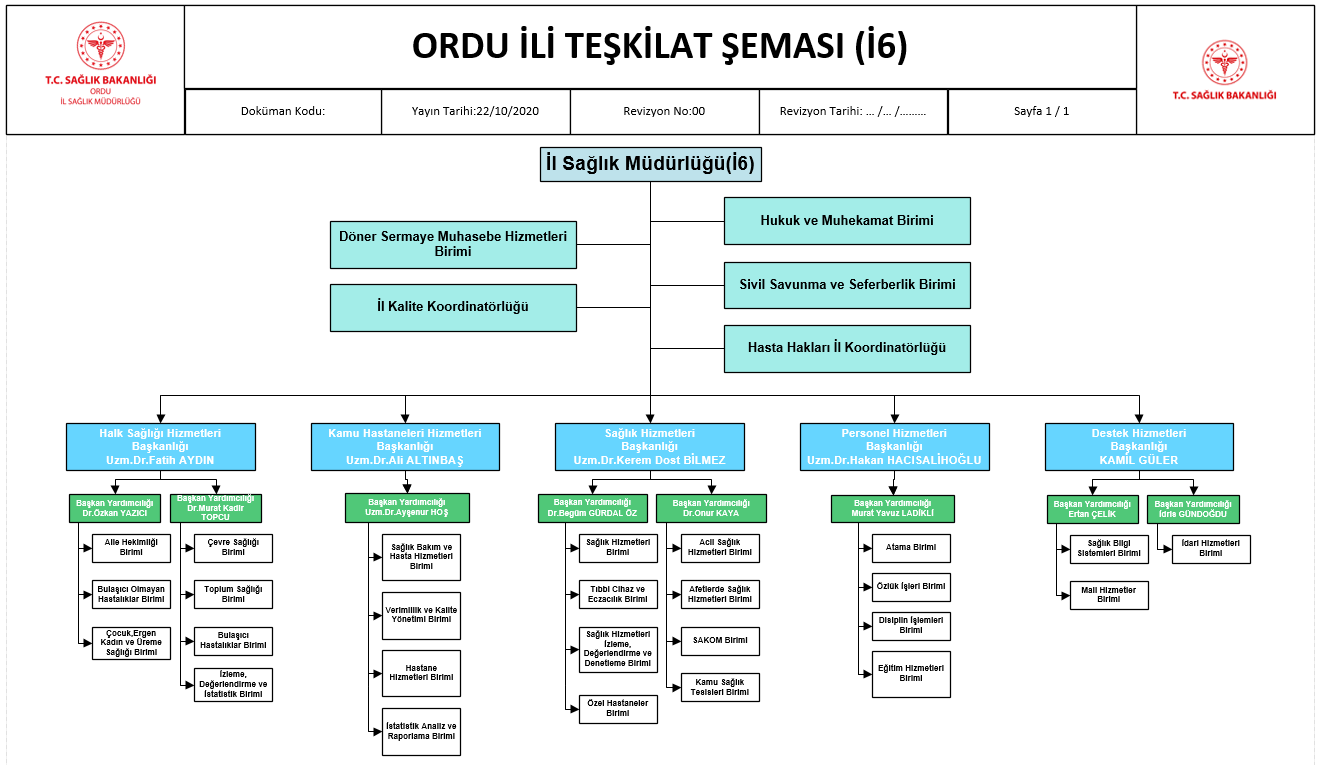 T.C. SAĞLIK BAKANLIĞI
ORDU
İL SAĞLIK MÜDÜRLÜĞÜ
ORDU İLİ TEŞKİLAT ŞEMASI (İ6)
T.C. SAĞLIK BAKANLIĞI
Doküman Kodu:
Yayın Tarihi:22/10/2020
Revizyon No:00
Revizyon Tarihi: ... /... /.........
Sayfa 1 / 1
İl Sağlık Müdürlüğü(İ6)
Hukuk ve Muhekamat Birimi
Döner Sermaye Muhasebe Hizmetleri
Birimi
Sivil Savunma ve Seferberlik Birimi
İl Kalite Koordinatörlüğü
Hasta Hakları İl Koordinatörlüğü
Halk Sağlığı Hizmetleri
Başkanlığı
Uzm.Dr.Fatih AYDIN
Kamu Hastaneleri Hizmetleri
Başkanlığı
Uzm.Dr.Ali ALTINBAŞ
Sağlık Hizmetleri
Başkanlığı
Uzm.Dr.Kerem Dost BİLMEZ
Personel Hizmetleri
Başkanlığı
Uzm.Dr.Hakan HACISALİHOĞLU
Destek Hizmetleri
Başkanlığı
KAMİL GÜLER
Başkan Yardımcılığı
Dr.Özkan YAZICI
Aile Hekimliği
Birimi
Bulaşıcı Olmayan
Hastalıklar Birimi
Çocuk,Ergen
Kadın ve Üreme
Sağlığı Birimi
Başkan Yardımcılığı
Dr.Murat Kadir
TOPCU
Çevre Sağlığı
Birimi
Toplum Sağlığı
Birimi
Bulaşıcı
Hastalıklar Birimi
İzleme,
Değerlendirme ve
İstatistik Birimi
Başkan Yardımcılığı
Uzm.Dr.Ayşenur HOŞ
Sağlık Bakım ve
Hasta Hizmetleri
Birimi
Verimlilik ve Kalite
Yönetimi Birimi
Hastane
Hizmetleri Birimi
İstatistik Analiz ve
Raporlama Birimi
Başkan Yardımcılığı
Dr.Begüm GÜRDAL ÖZ
Sağlık Hizmetleri
Birimi
Tıbbi Cihaz ve
Eczacılık Birimi
Sağlık Hizmetleri
İzleme,
Değerlendirme ve
Denetleme Birimi
Özel Hastaneler
Birimi
Başkan Yardımcılığı
Dr.Onur KAYA
Acil Sağlık
Hizmetleri Birimi
Afetlerde Sağlık
Hizmetleri Birimi
SAKOM Birimi
Kamu Sağlık
Tesisleri Birimi
Başkan Yardımcılığı
Murat Yavuz LADİKLİ
Atama Birimi
Özlük İşleri Birimi
Disiplin İşlemleri
Birimi
Eğitim Hizmetleri
Birimi
Başkan Yardımcılığı
Ertan ÇELİK
Sağlık Bilgi
Sistemleri Birimi
Mali Hizmetler
Birimi
Başkan Yardımcılığı
İdris GÜNDOĞDU
İdari Hizmetleri
Birimi